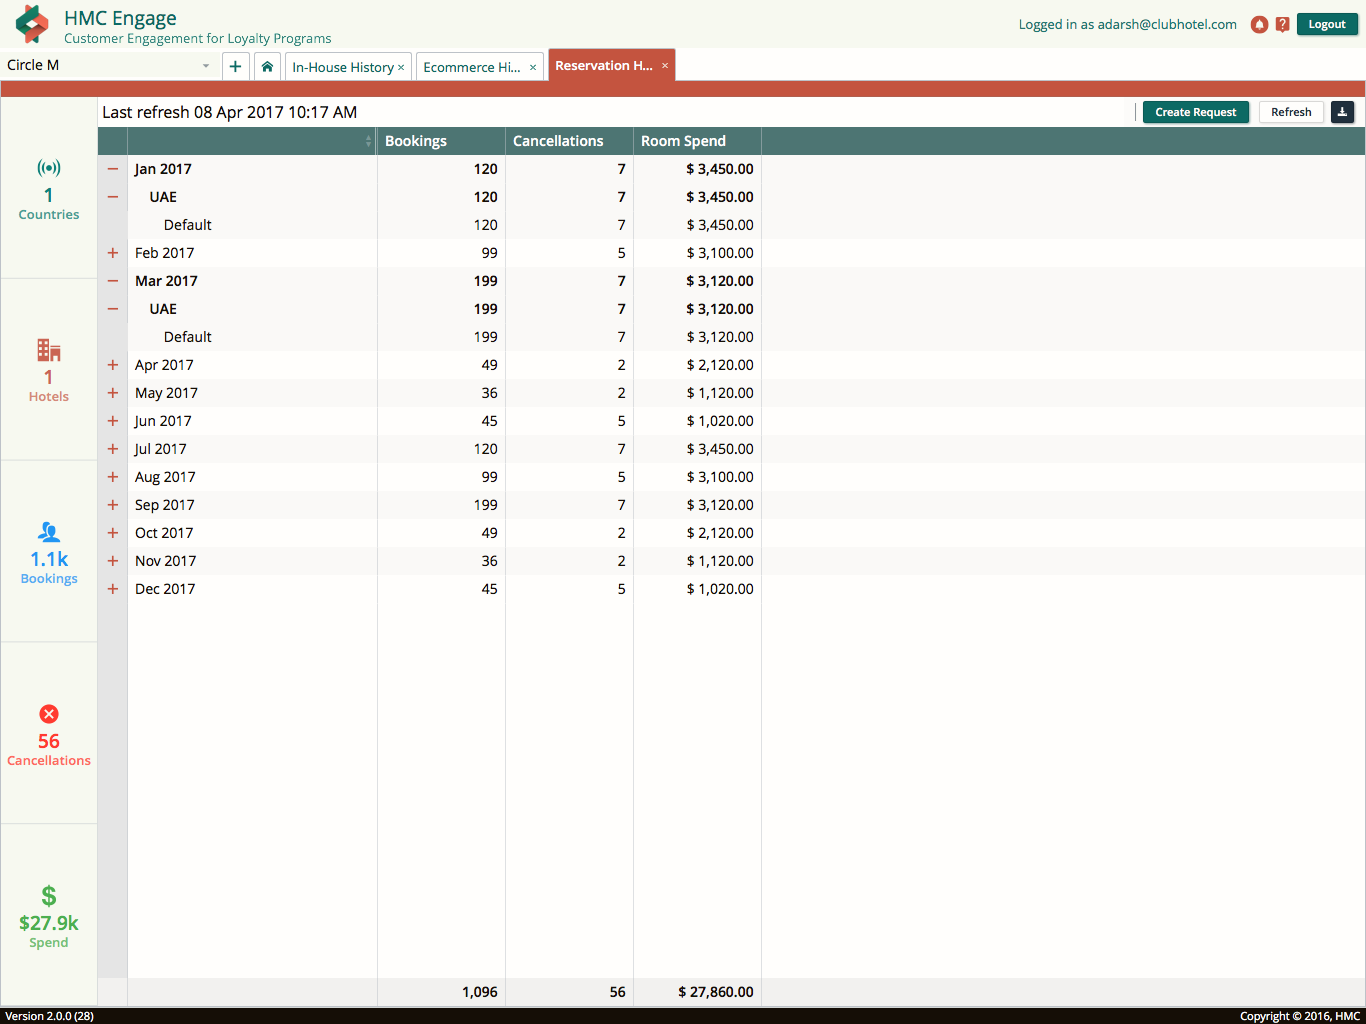 HMC Engage
Customer Engagement for Loyalty Programs
Logged in as adarsh@clubhotel.com
Logout
Circle M
+
In-House History ×
Ecommerce Hi... ×
Reservation H... ×
Last refresh 08 Apr 2017 10:17 AM
Create Request
Refresh
Bookings Cancellations Room Spend
− Jan 2017 120 7 $ 3,450.00
− UAE 120 7 $ 3,450.00
Default 120 7 $ 3,450.00
+ Feb 2017 99 5 $ 3,100.00
− Mar 2017 199 7 $ 3,120.00
− UAE 199 7 $ 3,120.00
Default 199 7 $ 3,120.00
+ Apr 2017 49 2 $ 2,120.00
+ May 2017 36 2 $ 1,120.00
+ Jun 2017 45 5 $ 1,020.00
+ Jul 2017 120 7 $ 3,450.00
+ Aug 2017 99 5 $ 3,100.00
+ Sep 2017 199 7 $ 3,120.00
+ Oct 2017 49 2 $ 2,120.00
+ Nov 2017 36 2 $ 1,120.00
+ Dec 2017 45 5 $ 1,020.00
1,096 56 $ 27,860.00
1
Countries
1
Hotels
1.1k
Bookings
56
Cancellations
$
$27.9k
Spend
Version 2.0.0 (28)
Copyright © 2016, HMC